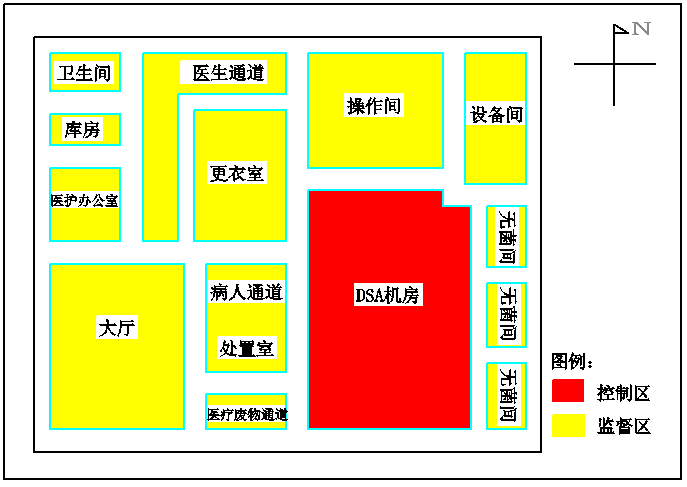 N
卫生间
医生通道
操作间
设备间
库房
更衣室
医护办公室
无菌间
病人通道
DSA机房
无菌间
大厅
处置室
图例：
无菌间
控制区
医疗废物通道
监督区